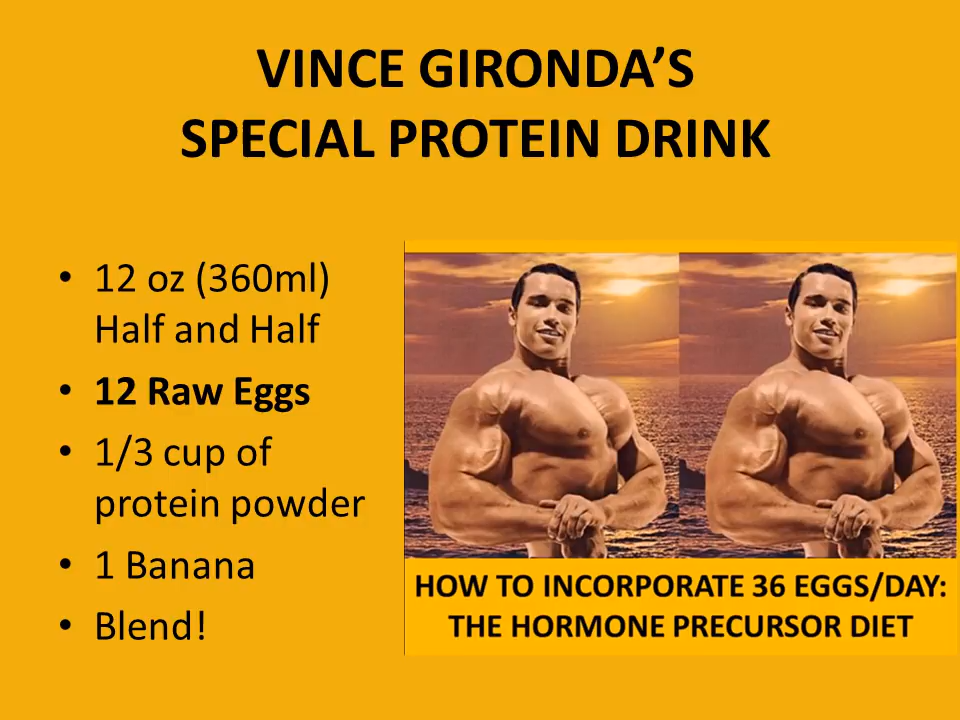 VINCE GIRONDA’S
SPECIAL PROTEIN DRINK
• 12 oz (360ml)
Half and Half
• 12 Raw Eggs
• 1/3 cup of
protein powder
• 1 Banana
• Blend!
HOW TO INCORPORATE 36 EGGS/DAY:
THE HORMONE PRECURSOR DIET